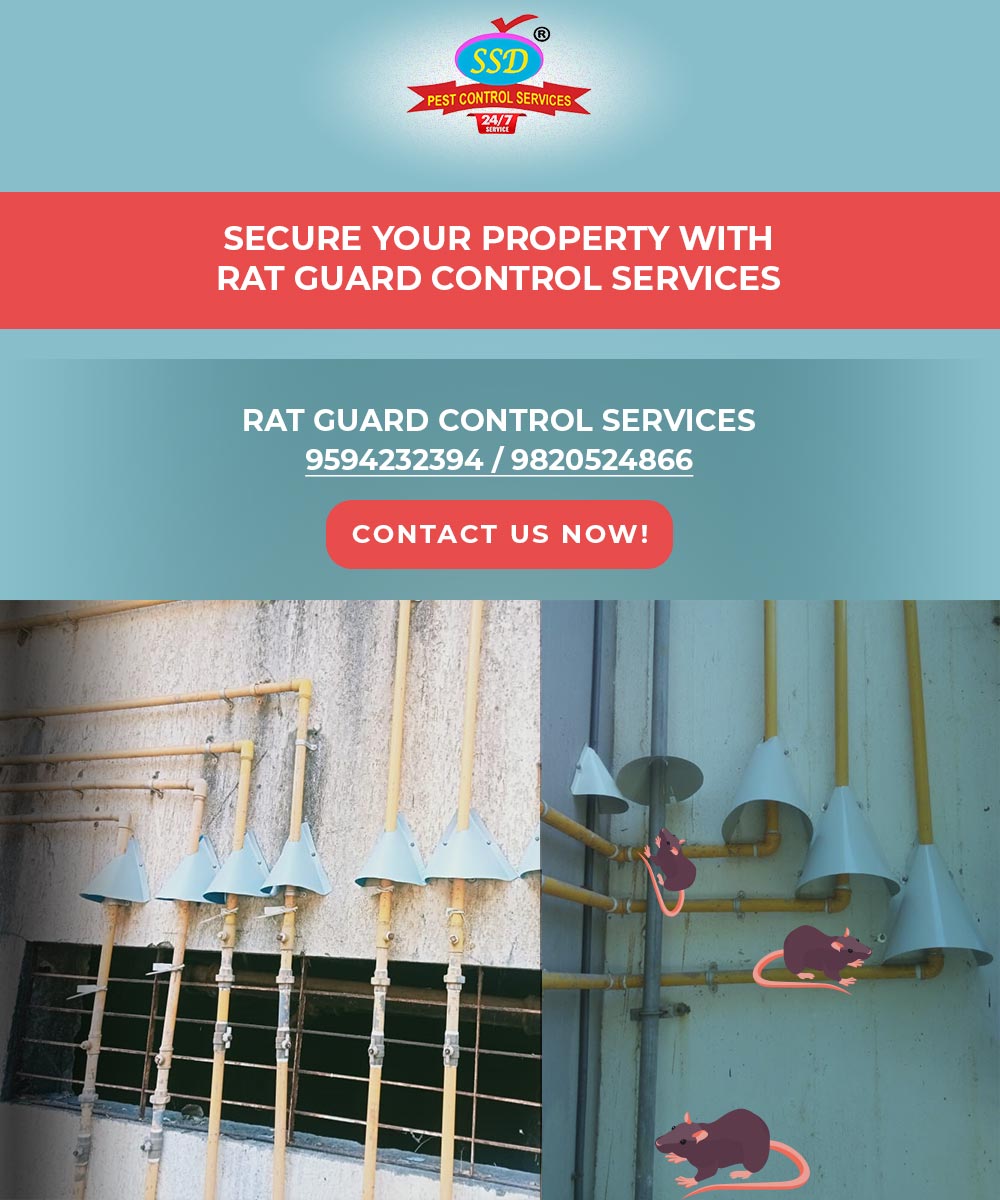 ®
SSD
PEST CONTROL SERVICES
24/7
SERVICE
SECURE YOUR PROPERTY WITH
RAT GUARD CONTROL SERVICES
RAT GUARD CONTROL SERVICES
9594232394 / 9820524866
CONTACT US NOW!